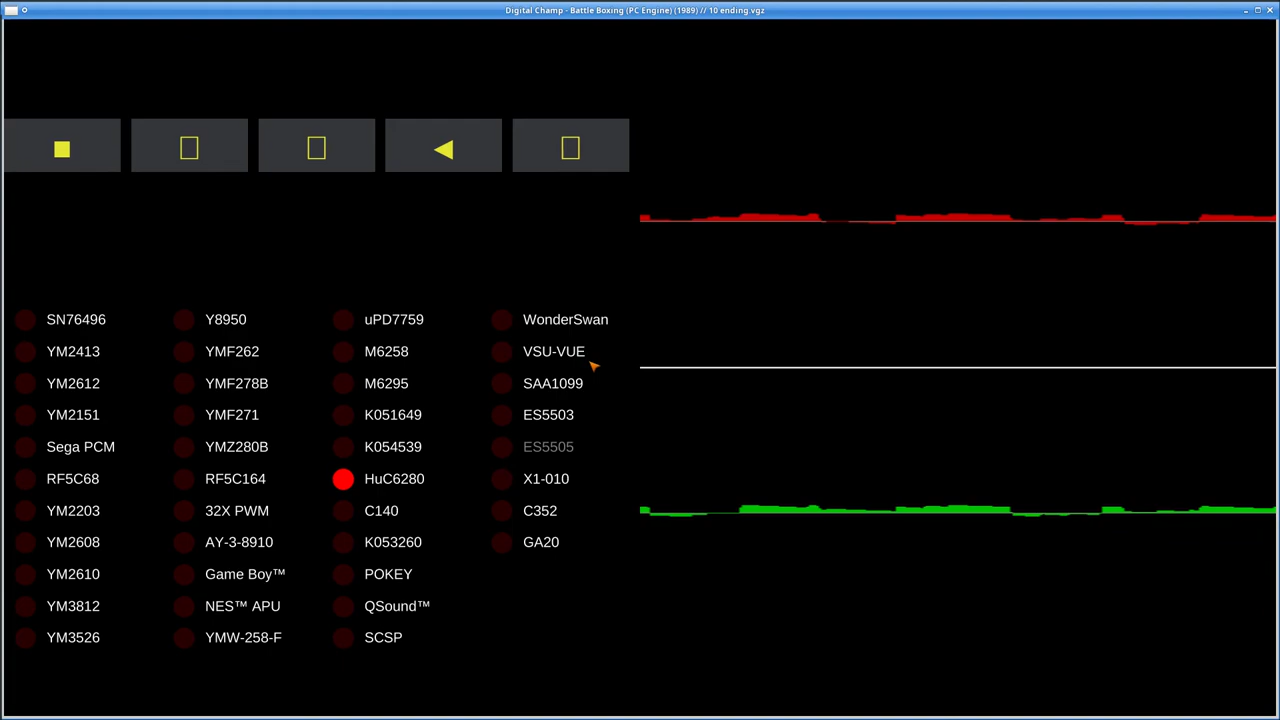 Digital Champ - Battle Boxing (PC Engine) (1989) // 10 ending.vgz
SN76496
YM2413
YM2612
YM2151
Sega PCM
RF5C68
YM2203
YM2608
YM2610
YM3812
YM3526
Y8950
YMF262
YMF278B
YMF271
YMZ280B
RF5C164
32X PWM
AY-3-8910
Game Boy™
NES™ APU
YMW-258-F
uPD7759
M6258
M6295
K051649
K054539
HuC6280
C140
K053260
POKEY
QSound™
SCSP
WonderSwan
VSU-VUE
SAA1099
ES5503
ES5505
X1-010
C352
GA20